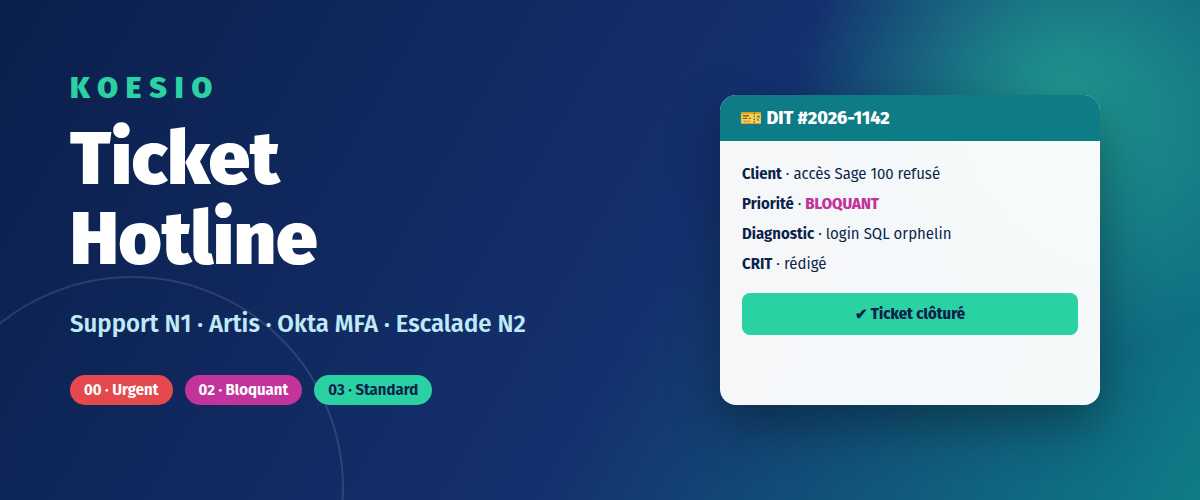 KOESIO
Ticket
Hotline
Support N1 · Artis · Okta MFA · Escalade N2
00 · Urgent
02 · Bloquant
03 · Standard
🎫 DIT #2026-1142
Client · accès Sage 100 refusé
Priorité · BLOQUANT
Diagnostic · login SQL orphelin
CRIT · rédigé
✔ Ticket clôturé